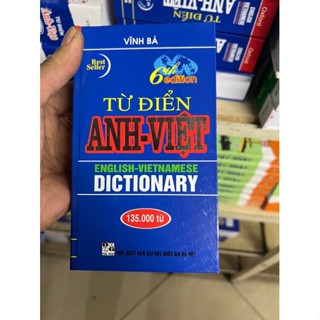 VĨNH BÁ
Best Seller
6th edition
TỪ ĐIỂN
ANH-VIỆT
ENGLISH-VIETNAMESE
DICTIONARY
135.000 từ